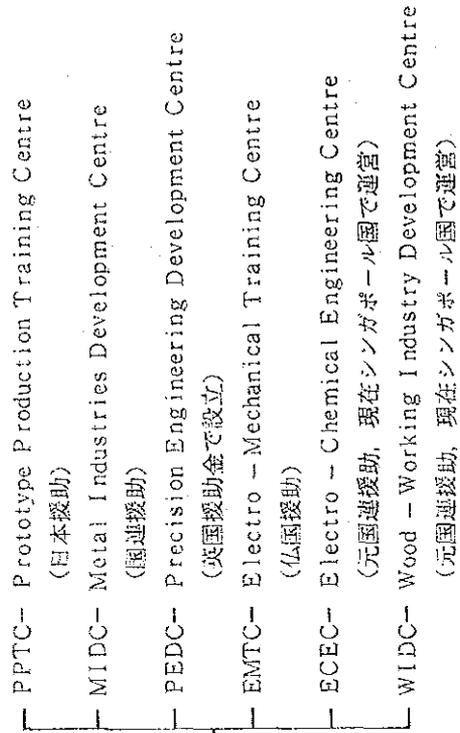 PPTC− Prototype Production Training Centre
(日本援助)
MIDC− Metal Industries Development Centre
(国連援助)
PEDC− Precision Engineering Development Centre
(英国援助金で設立)
EMTC− Electro − Mechanical Training Centre
(仏国援助)
ECEC− Electro − Chemical Engineering Centre
(元国連援助, 現在シンガポール国で運営)
WIDC− Wood − Working Industry Development Centre
(元国連援助, 現在シンガポール国で運営)